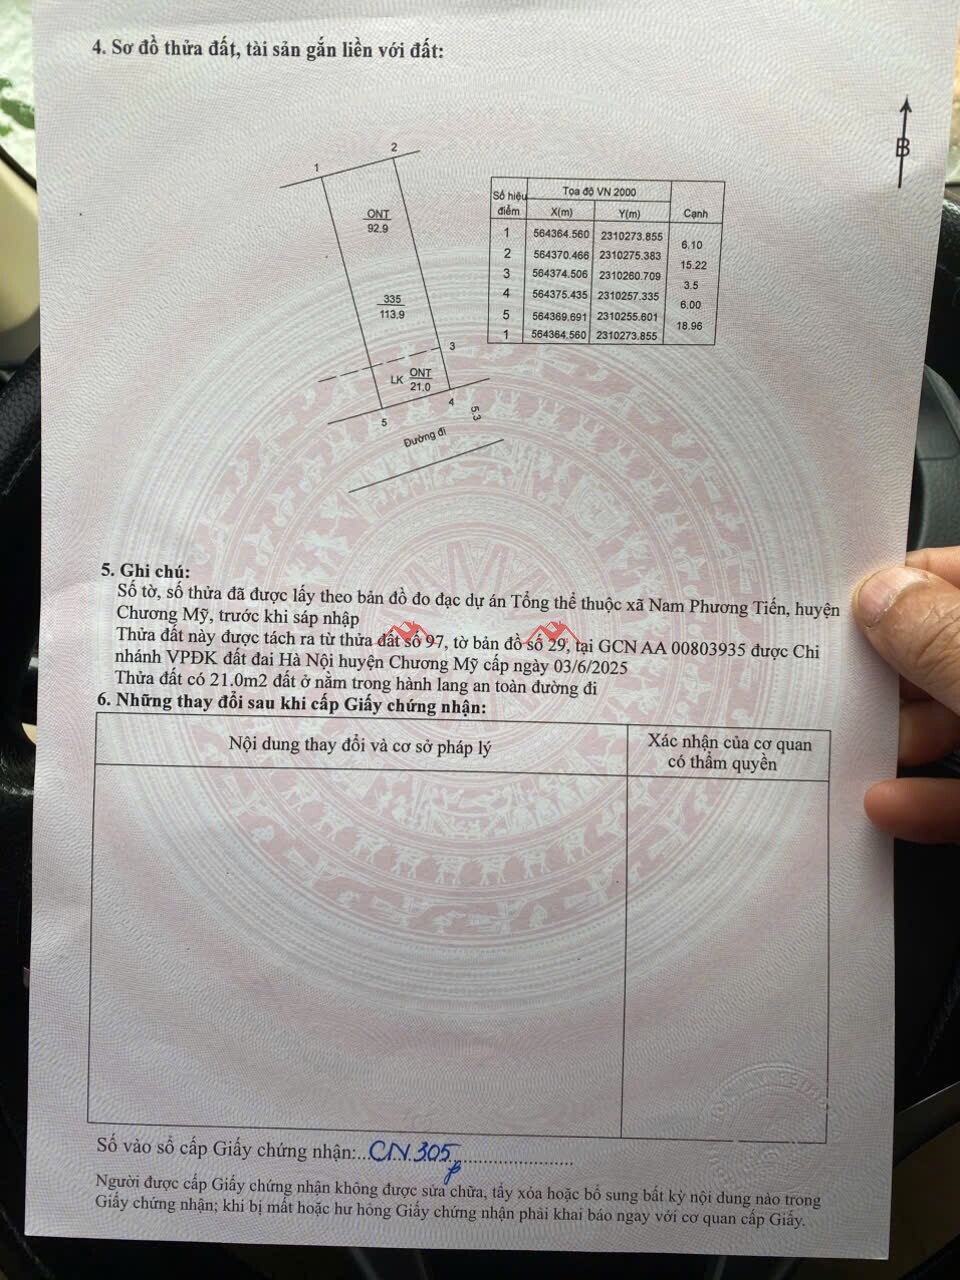 4. Sơ đồ thửa đất, tài sản gắn liền với đất:
B
1
2
ONT
92.9
335
113.9
3
LK ONT
21.0
4
5
5.3
Đường đi
Số hiệu điểm
Tọa độ VN 2000
X(m) Y(m)
Cạnh
1 564364.560 2310273.855
6.10
2 564370.466 2310275.383
15.22
3 564374.506 2310260.709
3.5
4 564375.435 2310257.335
6.00
5 564369.691 2310255.601
18.96
1 564364.560 2310273.855
5. Ghi chú:
Số tờ, số thửa đã được lấy theo bản đồ đo đạc dự án Tổng thể thuộc xã Nam Phương Tiến, huyện
Chương Mỹ, trước khi sáp nhập
Thửa đất này được tách ra từ thửa đất số 97, tờ bản đồ số 29, tại GCN AA 00803935 được Chi
nhánh VPĐK đất đai Hà Nội huyện Chương Mỹ cấp ngày 03/6/2025
Thửa đất có 21.0m2 đất ở nằm trong hành lang an toàn đường đi
6. Những thay đổi sau khi cấp Giấy chứng nhận:
Nội dung thay đổi và cơ sở pháp lý
Xác nhận của cơ quan
có thẩm quyền
Số vào sổ cấp Giấy chứng nhận:...CN.305...
Người được cấp Giấy chứng nhận không được sửa chữa, tẩy xóa hoặc bổ sung bất kỳ nội dung nào trong
Giấy chứng nhận; khi bị mất hoặc hư hỏng Giấy chứng nhận phải khai báo ngay với cơ quan cấp Giấy.